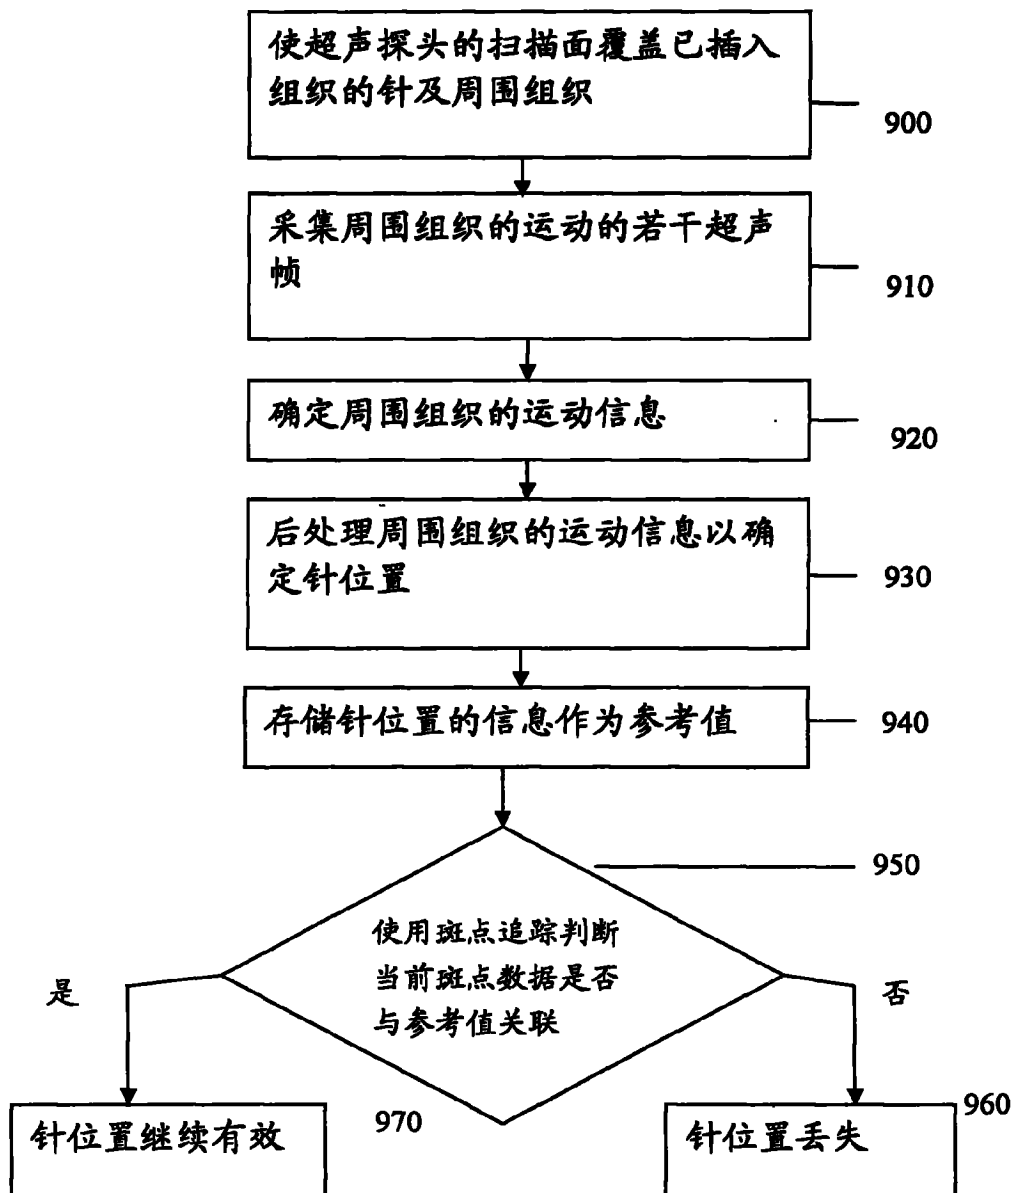 使超声探头的扫描面覆盖已插入
组织的针及周围组织
900
采集周围组织的运动的若干超声
帧
910
确定周围组织的运动信息
920
后处理周围组织的运动信息以确
定针位置
930
存储针位置的信息作为参考值
940
950
使用斑点追踪判断
当前斑点数据是否
与参考值关联
是
否
针位置继续有效
970
针位置丢失
960